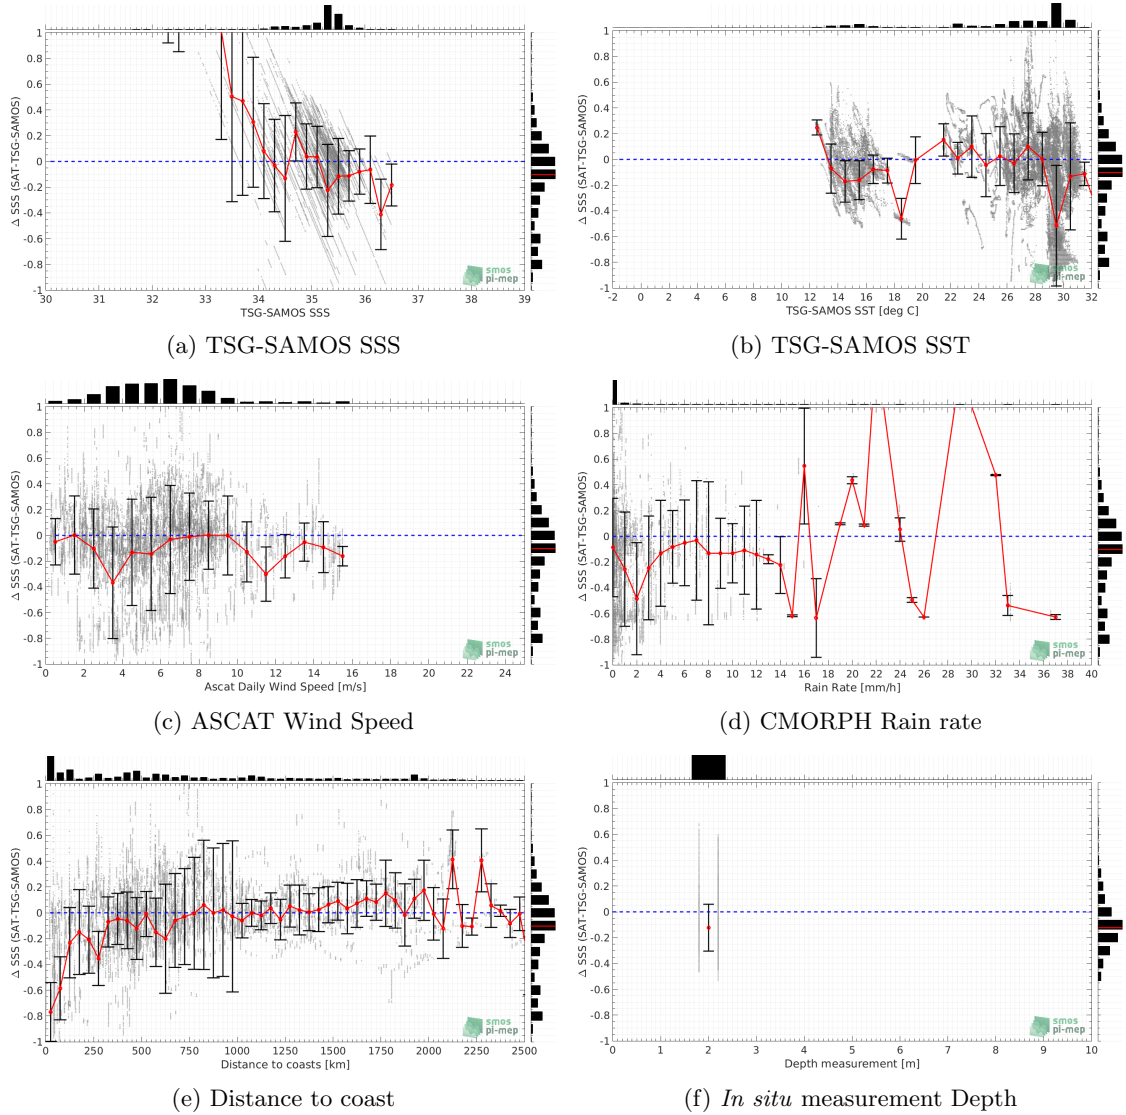 1
0.8
0.6
0.4
0.2
0
-0.2
-0.4
-0.6
-0.8
-1
Δ SSS (SAT-TSG-SAMOS)
30 31 32 33 34 35 36 37 38 39
TSG-SAMOS SSS
smos
pi-mep
(a) TSG-SAMOS SSS
1
0.8
0.6
0.4
0.2
0
-0.2
-0.4
-0.6
-0.8
-1
Δ SSS (SAT-TSG-SAMOS)
-2 0 2 4 6 8 10 12 14 16 18 20 22 24 26 28 30 32
TSG-SAMOS SST [deg C]
smos
pi-mep
(b) TSG-SAMOS SST
1
0.8
0.6
0.4
0.2
0
-0.2
-0.4
-0.6
-0.8
-1
Δ SSS (SAT-TSG-SAMOS)
0 2 4 6 8 10 12 14 16 18 20 22 24
Ascat Daily Wind Speed [m/s]
smos
pi-mep
(c) ASCAT Wind Speed
1
0.8
0.6
0.4
0.2
0
-0.2
-0.4
-0.6
-0.8
-1
Δ SSS (SAT-TSG-SAMOS)
0 2 4 6 8 10 12 14 16 18 20 22 24 26 28 30 32 34 36 38 40
Rain Rate [mm/h]
smos
pi-mep
(d) CMORPH Rain rate
1
0.8
0.6
0.4
0.2
0
-0.2
-0.4
-0.6
-0.8
-1
Δ SSS (SAT-TSG-SAMOS)
0 250 500 750 1000 1250 1500 1750 2000 2250 2500
Distance to coasts [km]
smos
pi-mep
(e) Distance to coast
1
0.8
0.6
0.4
0.2
0
-0.2
-0.4
-0.6
-0.8
-1
Δ SSS (SAT-TSG-SAMOS)
0 1 2 3 4 5 6 7 8 9 10
Depth measurement [m]
smos
pi-mep
(f) In situ measurement Depth